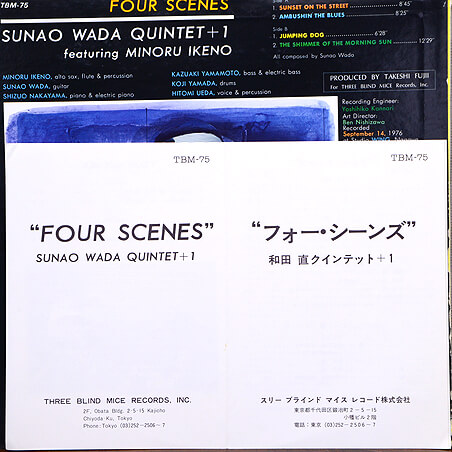 TBM-75
FOUR SCENES
SUNAO WADA QUINTET+1
featuring MINORU IKENO
MINORU IKENO, alto sax, flute & percussion
SUNAO WADA, guitar
SHIZUO NAKAYAMA, piano & electric piano
KAZUAKI YAMAMOTO, bass & electric bass
KOJI YAMADA, drums
HITOMI UEDA, voice & percussion
Side A
1 SUNSET ON THE STREET 8'45"
2 AMBUSHIN THE BLUES 8'25"
Side B
1 JUMPING DOG 6'28"
2 THE SHIMMER OF THE MORNING SUN 12'29"
All composed by Sunao Wada
PRODUCED BY TAKESHI FUJII
For THREE BLIND MICE Records, Inc.
Recording Engineer:
Yoshihiko Kannari
Art Director:
Ben Nishizawa
Recorded
September 14, 1976
at Studio WING,
TBM-75
"FOUR SCENES"
SUNAO WADA QUINTET+1
THREE BLIND MICE RECORDS, INC.
2F, Obata Bldg. 2-5-15 Kajicho
Chiyoda-Ku, Tokyo
Phone: Tokyo (03)252-2506~7
TBM-75
“フォー・シーンズ”
和田 直クインテット+1
スリー ブラインド マイス レコード株式会社
東京都千代田区鍛冶町2-5-15
小幡ビル2階
電話:東京 (03)252-2506~7